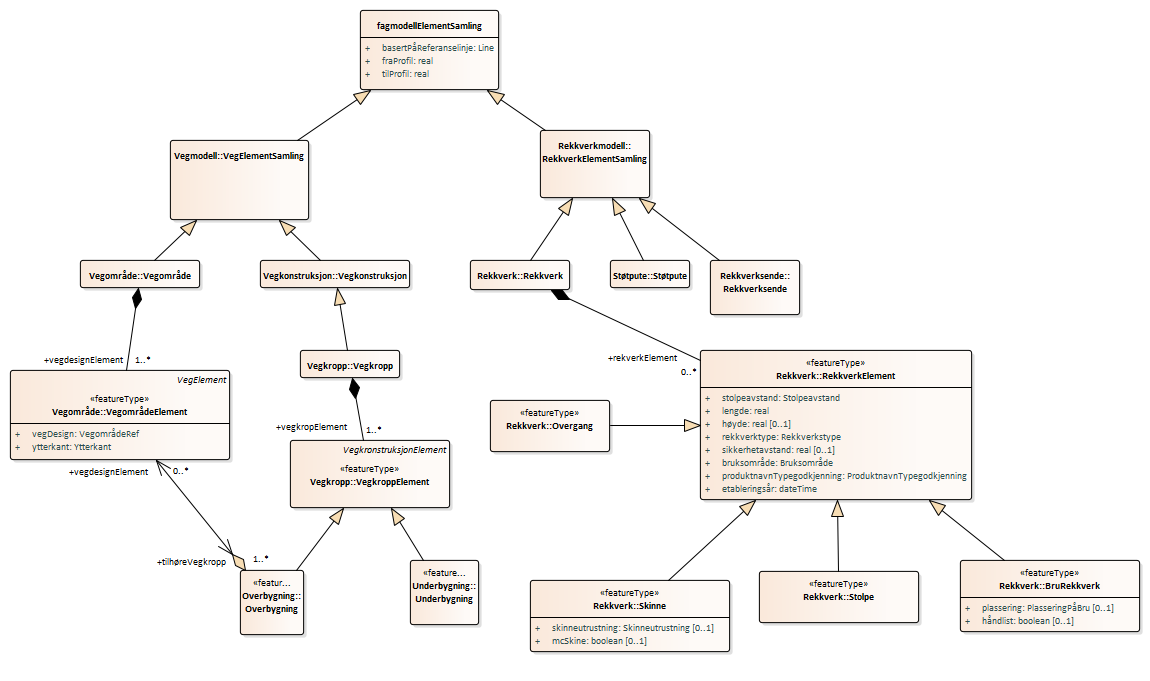 fagmodellElementSamling
+ basertPåReferanselinje: Line
+ fraProfil: real
+ tilProfil: real
Vegmodell::VegElementSamling
Rekkverkmodell::
RekkverkElementSamling
Vegområde::Vegområde
Vegkonstruksjon::Vegkonstruksjon
Rekkverk::Rekkverk
Støtpute::Støtpute
Rekkverksende::
Rekkverksende
+vegdesignElement 1..*
Vegkropp::Vegkropp
+rekverkElement
0..*
VegElement
«featureType»
Vegområde::VegområdeElement
+ vegDesign: VegområdeRef
+ ytterkant: Ytterkant
+vegkropElement 1..*
VegkronstruksjonElement
«featureType»
Vegkropp::VegkroppElement
«featureType»
Rekkverk::Overgang
«featureType»
Rekkverk::RekkverkElement
+ stolpeavstand: Stolpeavstand
+ lengde: real
+ høyde: real [0..1]
+ rekkverktype: Rekkverkstype
+ sikkerhetavstand: real [0..1]
+ bruksområde: Bruksområde
+ produktnavnTypegodkjenning: ProduktnavnTypegodkjenning
+ etableringsår: dateTime
+vegdesignElement 0..*
+tilhøreVegkropp 1..*
«featur...
Overbygning::
Overbygning
«feature...
Underbygning::
Underbygning
«featureType»
Rekkverk::Skinne
+ skinneutrustning: Skinneutrustning [0..1]
+ mcSkine: boolean [0..1]
«featureType»
Rekkverk::Stolpe
«featureType»
Rekkverk::BruRekkverk
+ plassering: PlasseringPåBru [0..1]
+ håndlist: boolean [0..1]